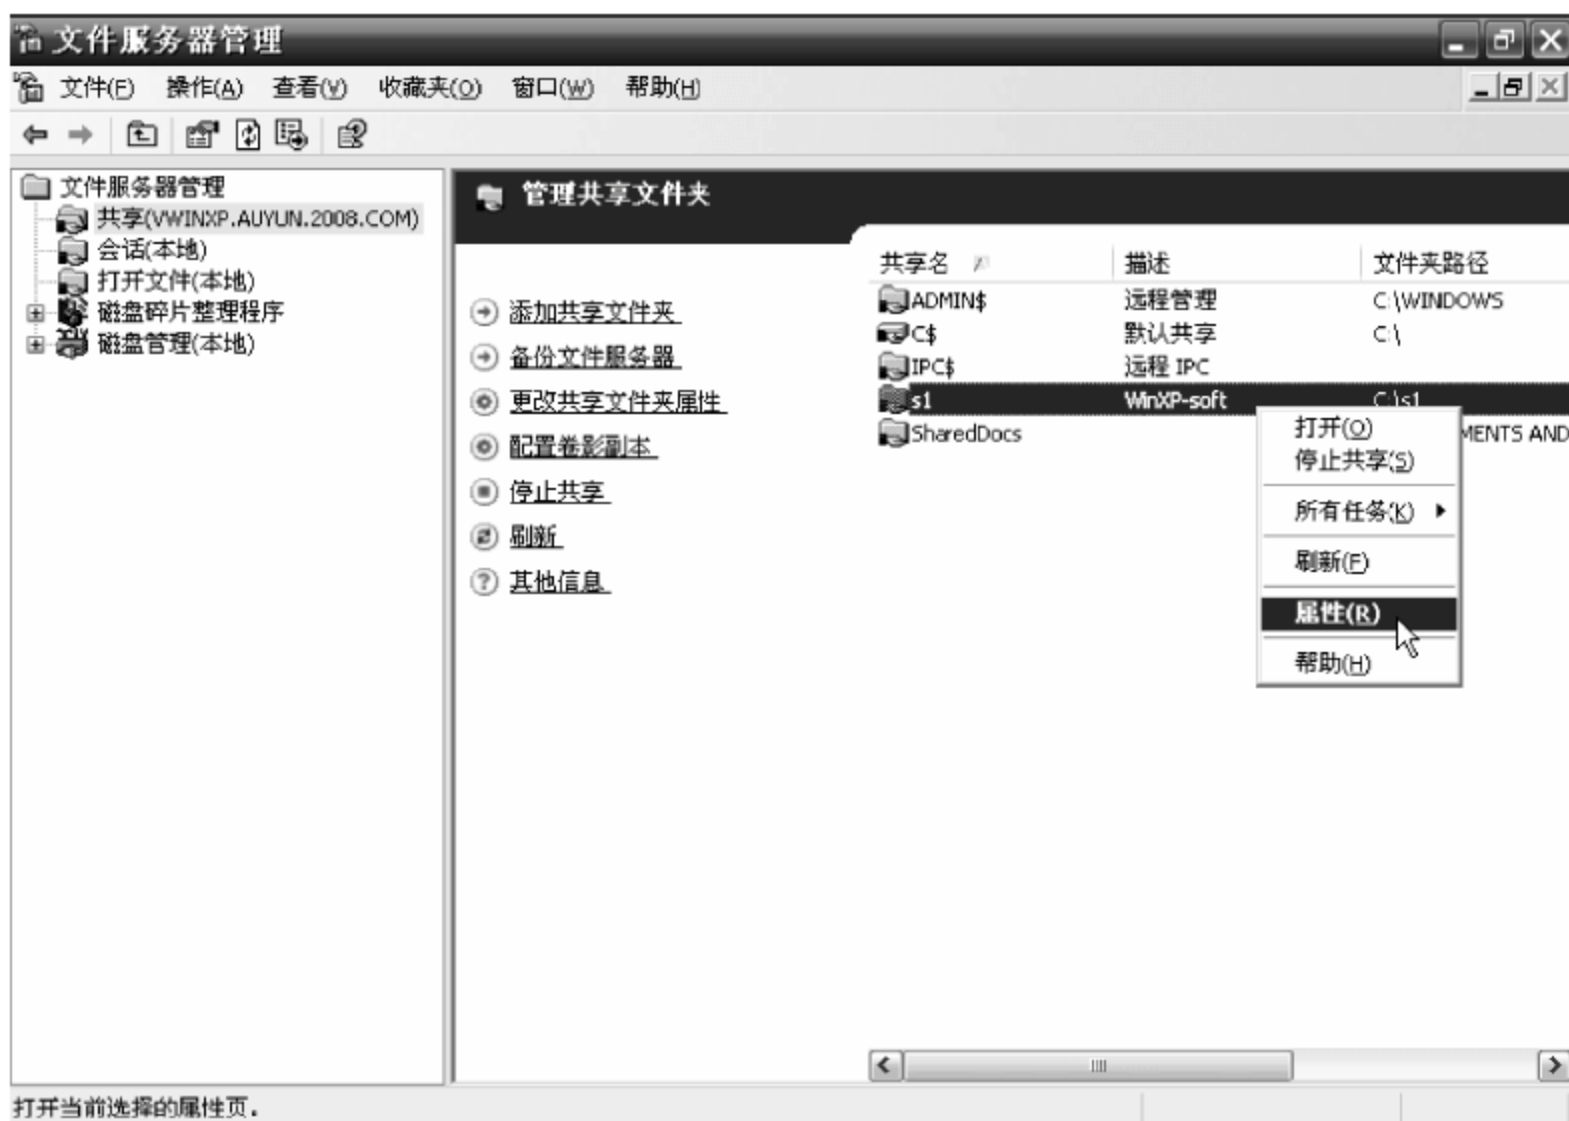 文件服务器管理
文件(F) 操作(A) 查看(V) 收藏夹(O) 窗口(W) 帮助(H)
文件服务器管理
共享(VWINXP.AUYUN.2008.COM)
会话(本地)
打开文件(本地)
磁盘碎片整理程序
磁盘管理(本地)
管理共享文件夹
添加共享文件夹
备份文件服务器
更改共享文件夹属性
配置卷影副本
停止共享
刷新
其他信息
共享名 描述 文件夹路径
ADMIN$ 远程管理 C:\WINDOWS
C$ 默认共享 C:\
IPC$ 远程 IPC
s1 WinXP-soft C:\s1
SharedDocs MENTS AND
打开(O)
停止共享(S)
所有任务(K)
刷新(F)
属性(R)
帮助(H)
打开当前选择的属性页。